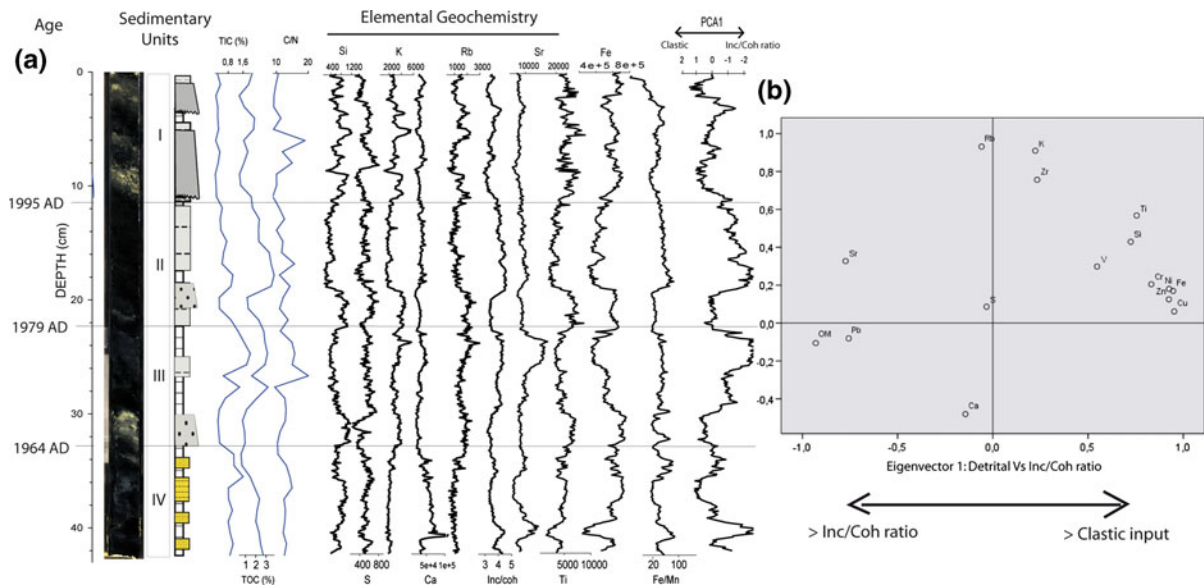 Age
Sedimentary
Units
Elemental Geochemistry
PCA1
(a)
TIC (%)
C/N
Si
K
Rb
Sr
Fe
Clastic
Inc/Coh ratio
0,8 1,6
10 20
400 1200
2000 6000
1000 3000
10000 20000
4e+5 8e+5
2 1 0 -1 -2
DEPTH (cm)
0
10
20
30
40
1995 AD
1979 AD
1964 AD
I
II
III
IV
1 2 3
TOC (%)
400 800
S
5e+4 1e+5
Ca
3 4 5
Inc/coh
5000 10000
Ti
20 100
Fe/Mn
(b)
1,0
0,8
0,6
0,4
0,2
0,0
-0,2
-0,4
Rb
K
Zr
Ti
Si
Sr
V
Cr Ni Fe
Zn
Cu
S
OM
Pb
Ca
-1,0 -0,5 0,0 0,5 1,0
Eigenvector 1: Detrital Vs Inc/Coh ratio
> Inc/Coh ratio
> Clastic input